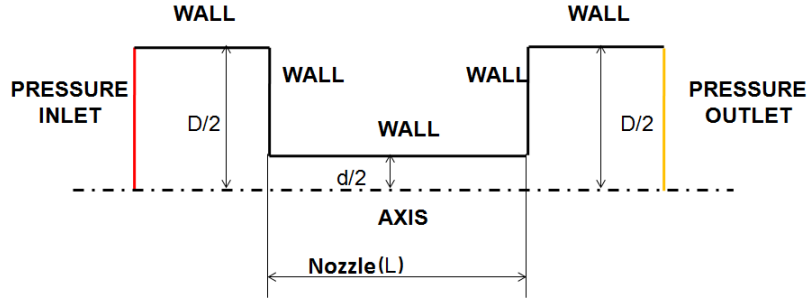 WALL
WALL
WALL
WALL
PRESSURE
INLET
PRESSURE
OUTLET
D/2
D/2
WALL
d/2
AXIS
Nozzle(L)